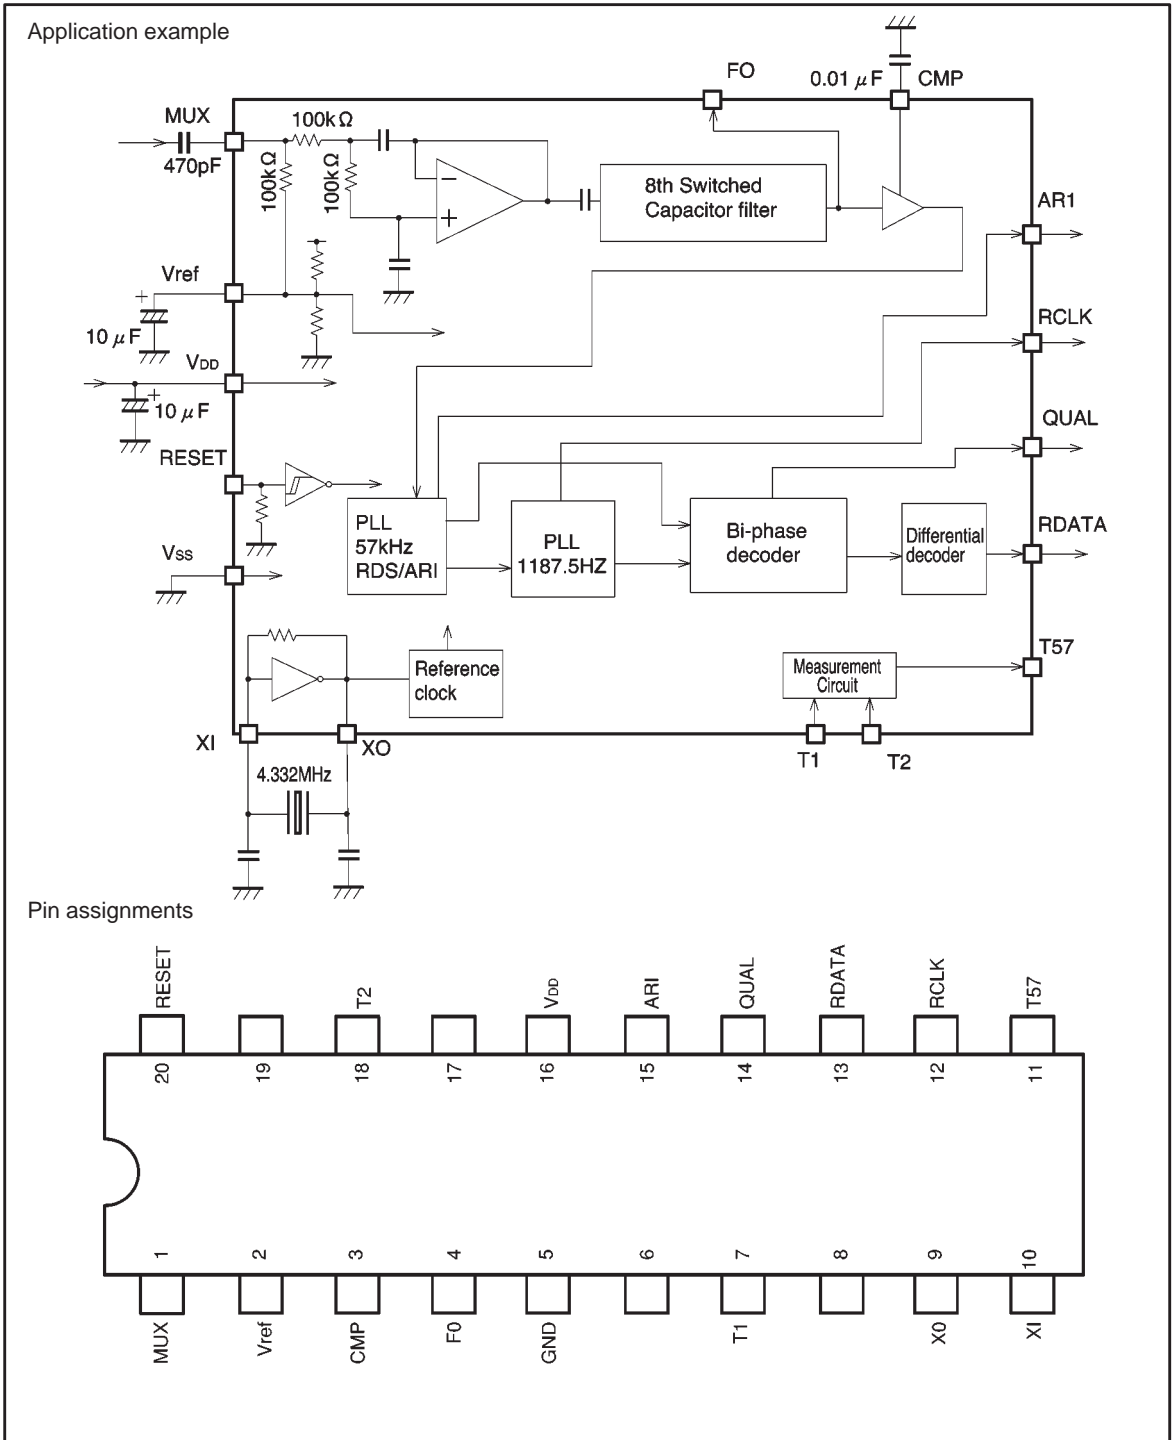 Application example
FO
0.01 μF
CMP
MUX
470pF
100kΩ
100kΩ
100kΩ
8th Switched
Capacitor filter
AR1
Vref
10 μF
RCLK
VDD
10 μF
QUAL
RESET
PLL
57kHz
RDS/ARI
PLL
1187.5HZ
Bi-phase
decoder
Differential
decoder
RDATA
VSS
T57
Reference
clock
Measurement
Circuit
XI
XO
T1
T2
4.332MHz
Pin assignments
RESET
T2
VDD
ARI
QUAL
RDATA
RCLK
T57
20
19
18
17
16
15
14
13
12
11
1
2
3
4
5
6
7
8
9
10
MUX
Vref
CMP
F0
GND
T1
X0
XI